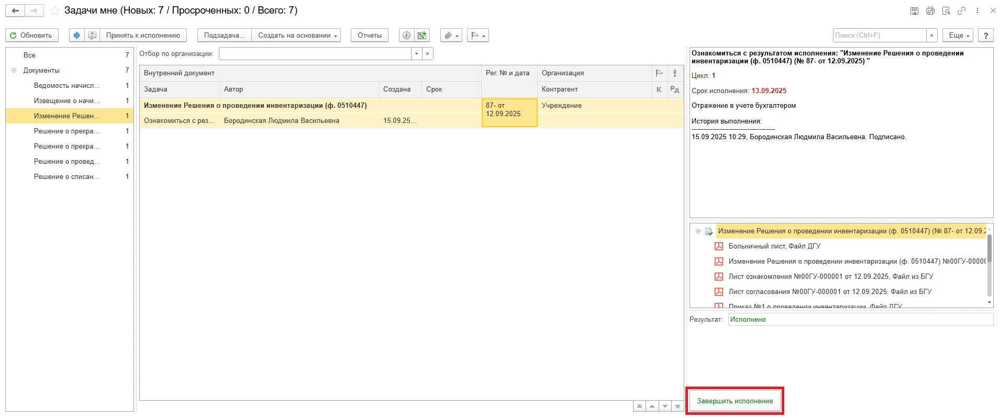 Задачи мне (Новых: 7 / Просроченных: 0 / Всего: 7)
Обновить
Принять к исполнению
Подзадача...
Создать на основании
Отчеты
Поиск (Ctrl+F)
×
Еще
?
Все 7
Документы 7
Ведомость начисл... 1
Извещение о начи... 1
Изменение Решен... 1
Решение о прекра... 1
Решение о прекра... 1
Решение о провед... 1
Решение о списан... 1
Отбор по организации:
×
Внутренний документ
Рег. № и дата
Организация
Задача
Автор
Создана
Срок
Контрагент
К
Рд
Изменение Решения о проведении инвентаризации (ф. 0510447)
87- от
12.09.2025
Учреждение
Ознакомиться с рез...
Бородинская Людмила Васильевна
15.09.25...
Ознакомиться с результатом исполнения: "Изменение Решения о проведении
инвентаризации (ф. 0510447) (№ 87- от 12.09.2025) "
Цикл: 1
Срок исполнения: 13.09.2025
Отражение в учете бухгалтером
История выполнения:
------------------------------------
15.09.2025 10:29, Бородинская Людмила Васильевна. Подписано.
Изменение Решения о проведении инвентаризации (ф. 0510447) (№ 87- от 12.09.2
Больничный лист, Файл ДГУ
Изменение Решения о проведении инвентаризации (ф. 0510447) №00ГУ-0000
Лист ознакомления №00ГУ-000001 от 12.09.2025, Файл из БГУ
Лист согласования №00ГУ-000001 от 12.09.2025, Файл из БГУ
Приказ №1 о проведении инвентаризации, Файл ДГУ
Результат: Исполнено
Завершить исполнение